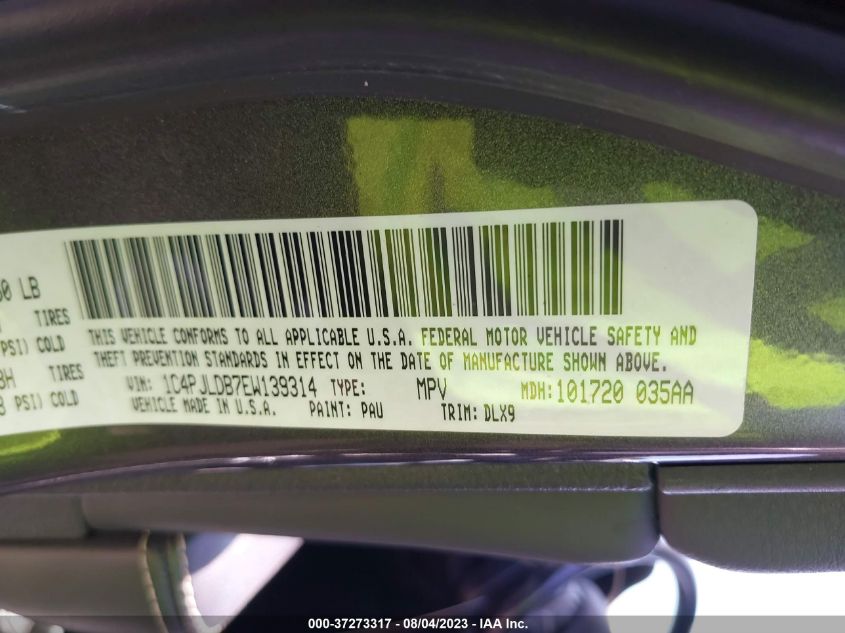 50 LB
TIRES
PSI) COLD
BH TIRES
PSI) COLD
THIS VEHICLE CONFORMS TO ALL APPLICABLE U.S.A. FEDERAL MOTOR VEHICLE SAFETY AND
THEFT PREVENTION STANDARDS IN EFFECT ON THE DATE OF MANUFACTURE SHOWN ABOVE.
VIN: 1C4PJLDB7EW139314 TYPE: MPV MDH:101720 035AA
VEHICLE MADE IN U.S.A. PAINT: PAU TRIM: DLX9
000-37273317 - 08/04/2023 - IAA Inc.